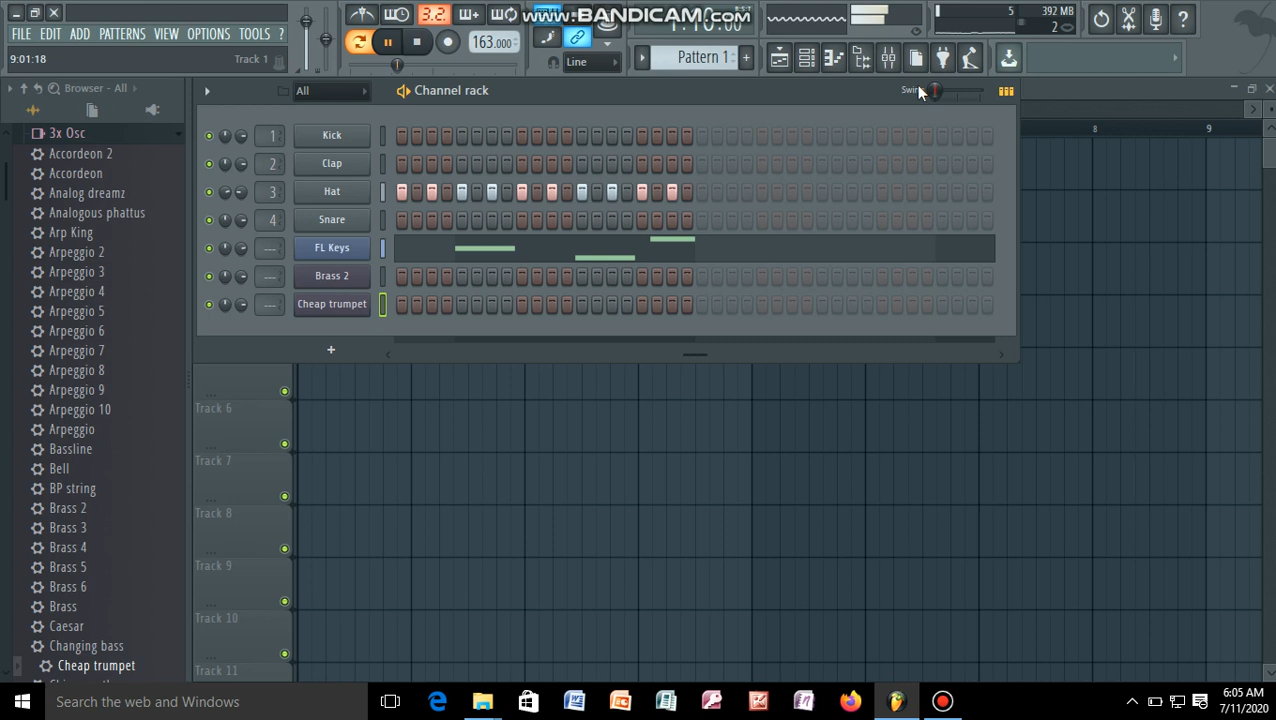 www.BANDICAM.com
3.2
163.000
5
392 MB
2
FILE EDIT ADD PATTERNS VIEW OPTIONS TOOLS ?
9:01:18
Track 1
Line
Pattern 1
Browser - All
All
Channel rack
8
9
3x Osc
Accordeon 2
Accordeon
Analog dreamz
Analogous phattus
Arp King
Arpeggio 2
Arpeggio 3
Arpeggio 4
Arpeggio 5
Arpeggio 6
Arpeggio 7
Arpeggio 8
Arpeggio 9
Arpeggio 10
Arpeggio
Bassline
Bell
BP string
Brass 2
Brass 3
Brass 4
Brass 5
Brass 6
Brass
Caesar
Changing bass
Cheap trumpet
1 Kick
2 Clap
3 Hat
4 Snare
--- FL Keys
--- Brass 2
--- Cheap trumpet
+
Track 6
Track 7
Track 8
Track 9
Track 10
Track 11
Search the web and Windows
6:05 AM
7/11/2020